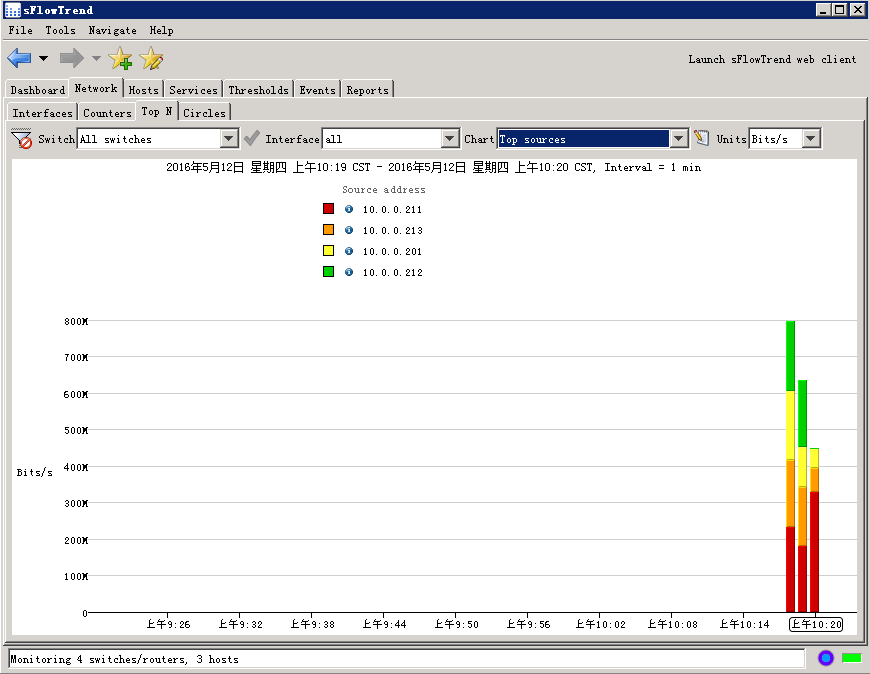 sFlowTrend
File Tools Navigate Help
Launch sFlowTrend web client
Dashboard Network Hosts Services Thresholds Events Reports
Interfaces Counters Top N Circles
Switch All switches Interface all Chart Top sources Units Bits/s
2016年5月12日 星期四 上午10:19 CST - 2016年5月12日 星期四 上午10:20 CST, Interval = 1 min
Source address
10.0.0.211
10.0.0.213
10.0.0.201
10.0.0.212
800M
700M
600M
500M
400M
Bits/s
300M
200M
100M
0
上午9:26 上午9:32 上午9:38 上午9:44 上午9:50 上午9:56 上午10:02 上午10:08 上午10:14 上午10:20
Monitoring 4 switches/routers, 3 hosts